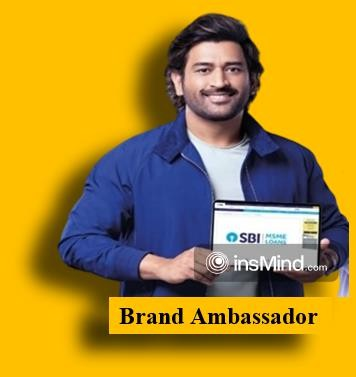 SBI MSME
LOANS
insMind.com
Brand Ambassador